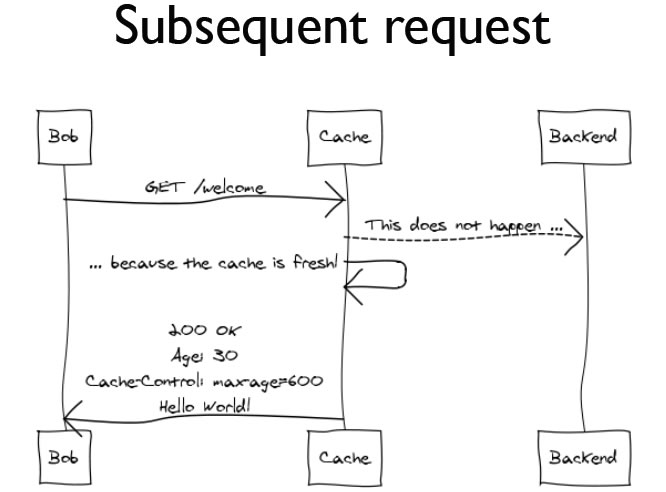 Subsequent request
Bob
Cache
Backend
GET /welcome
This does not happen ...
... because the cache is fresh!
200 OK
Age: 30
Cache-Control: max-age=600
Hello World!
Bob
Cache
Backend